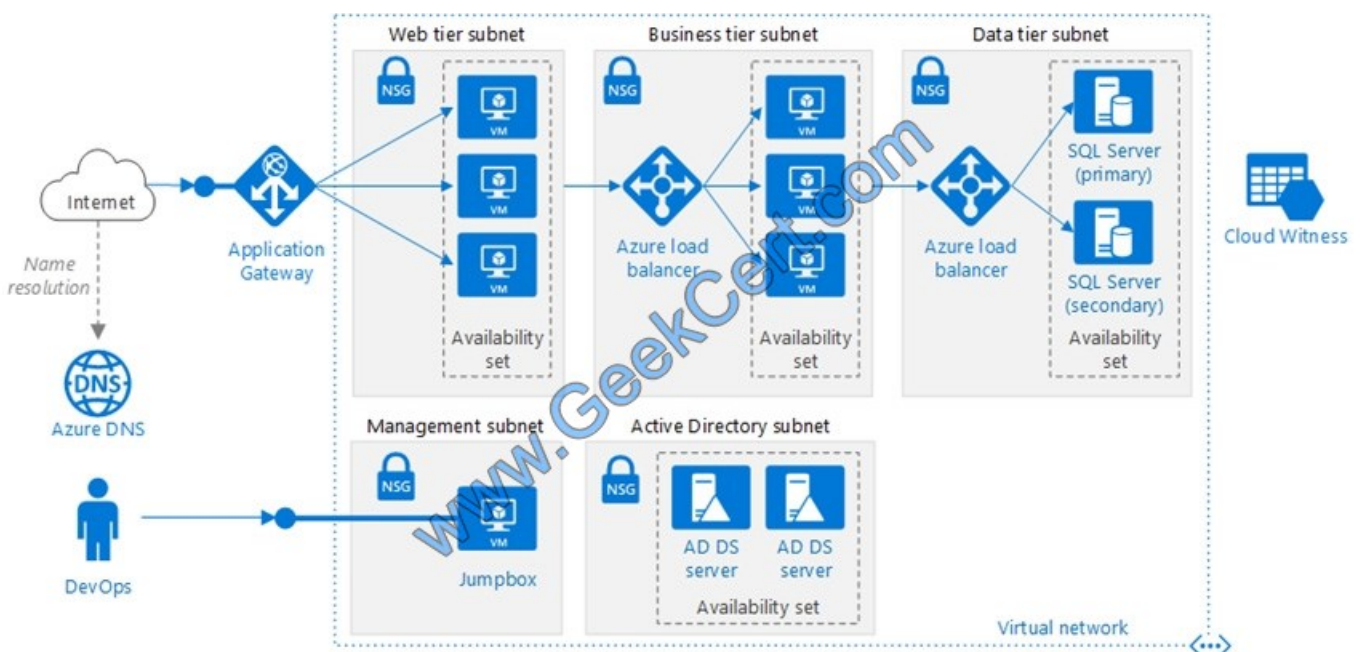 Web tier subnet
Business tier subnet
Data tier subnet
NSG
VM
VM
VM
Availability
set
NSG
Azure load
balancer
VM
VM
VM
Availability
set
NSG
Azure load
balancer
SQL Server
(primary)
SQL Server
(secondary)
Availability
set
Internet
Application
Gateway
Cloud Witness
Name
resolution
DNS
Azure DNS
Management subnet
NSG
VM
Jumpbox
Active Directory subnet
NSG
AD DS
server
AD DS
server
Availability set
DevOps
Virtual network
www.GeekCert.com